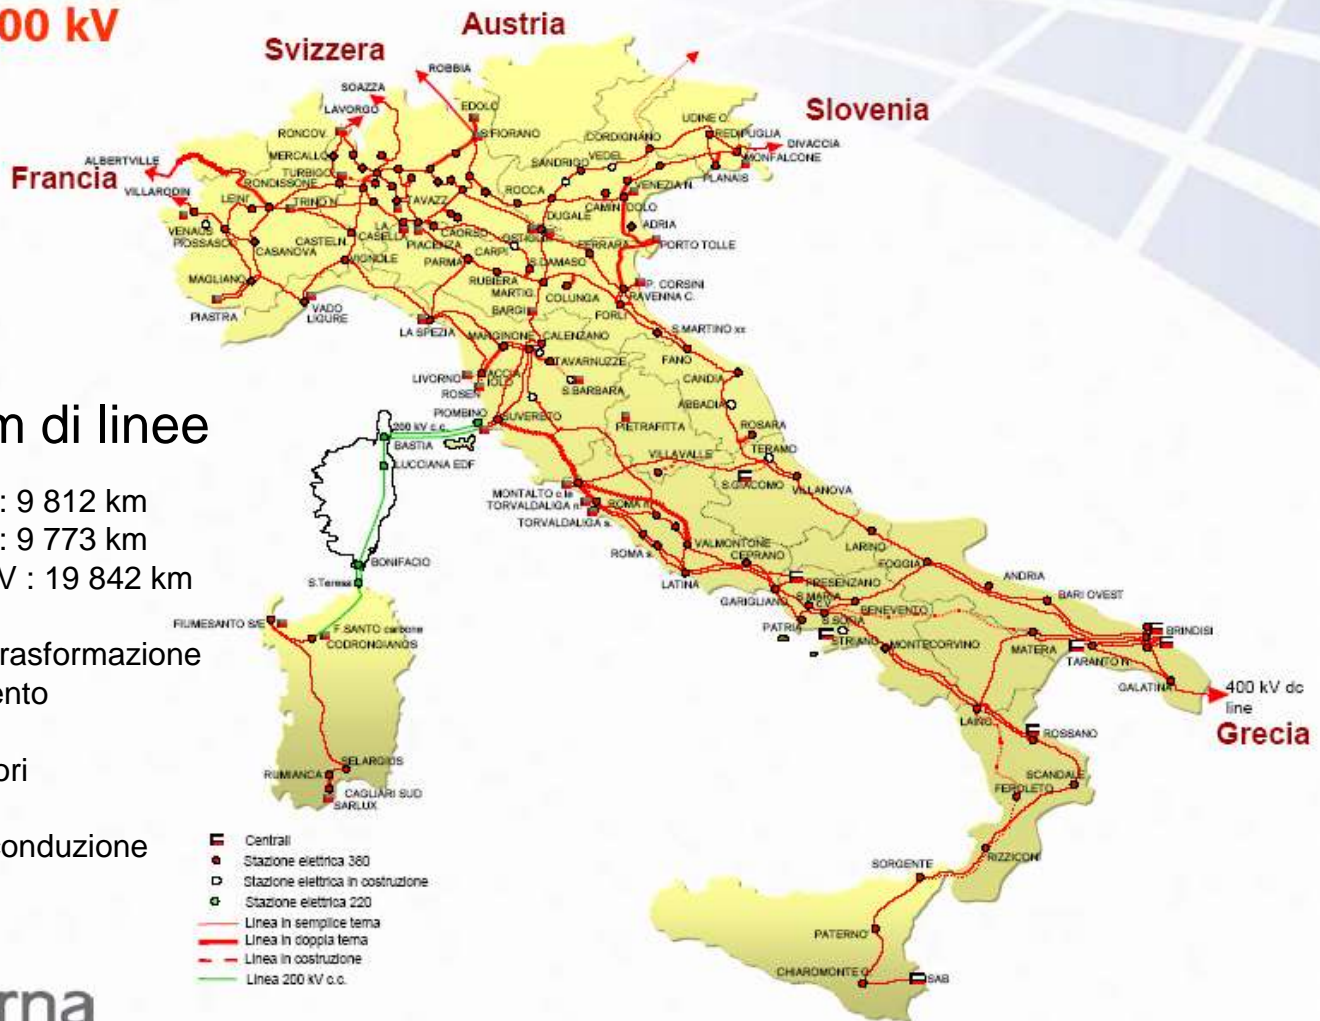 00 kV
Austria
Svizzera
Slovenia
Francia
Grecia
m di linee
: 9 812 km
: 9 773 km
V : 19 842 km
trasformazione
ento
ori
conduzione
rna
ROBBIA
SOAZZA
LAVORGO
EDOLO
RONCOV.
S.FIORANO
UDINE O.
CORDIGNANO
REDIPUGLIA
DIVACCIA
MONFALCONE
MERCALLO
SANDRIGO
VEDEL.
ALBERTVILLE
TURBIGO
PLANAIS
RONDISSONE
VENEZIA N.
VILLARODIN
LEINI'
TRINO N.
TAVAZZ.
ROCCA
CAMIN
DOLO
DUGALE
ADRIA
VENAUS
PIOSSASCO
CASTELN.
LA
CASELLA
CAORSO
OSTIGLIA
PIACENZA
FERRARA
PORTO TOLLE
CASANOVA
CARPI
VIGNOLE
PARMA
S.DAMASO
MAGLIANO
RUBIERA
P. CORSINI
MARTIG.
RAVENNA C.
COLUNGA
PIASTRA
VADO
LIGURE
BARGI
FORLI'
LA SPEZIA
MARGINONE
CALENZANO
S.MARTINO xx
TAVARNUZZE
FANO
LIVORNO
ACCIA
IOLO
CANDIA
ROSEN
S.BARBARA
ABBADIA
PIOMBINO
SUVERETO
200 kV c.c.
PIETRAFITTA
ROSARA
BASTIA
TERAMO
VILLAVALLE
LUCCIANA EDF
S.GIACOMO
VILLANOVA
MONTALTO c.le
TORVALDALIGA n.
ROMA n.
TORVALDALIGA s.
LARINO
VALMONTONE
ROMA s.
CEPRANO
BONIFACIO
FOGGIA
S.Teresa
LATINA
ANDRIA
PRESENZANO
BARI OVEST
GARIGLIANO
S.MARIA
C.V.
BENEVENTO
FIUMESANTO S/E
F.SANTO carbone
PATRIA
S.SOFIA
BRINDISI
CODRONGIANOS
STRIANO
MONTECORVINO
MATERA
TARANTO N.
GALATINA
400 kV dc
line
LAINO
ROSSANO
SELARGIUS
RUMIANCA
SCANDALE
CAGLIARI SUD
FEROLETO
SARLUX
RIZZICONI
SORGENTE
PATERNO'
CHIAROMONTE G.
ISAB
Centrali
Stazione elettrica 380
Stazione elettrica in costruzione
Stazione elettrica 220
Linea in semplice terna
Linea in doppia terna
Linea in costruzione
Linea 200 kV c.c.